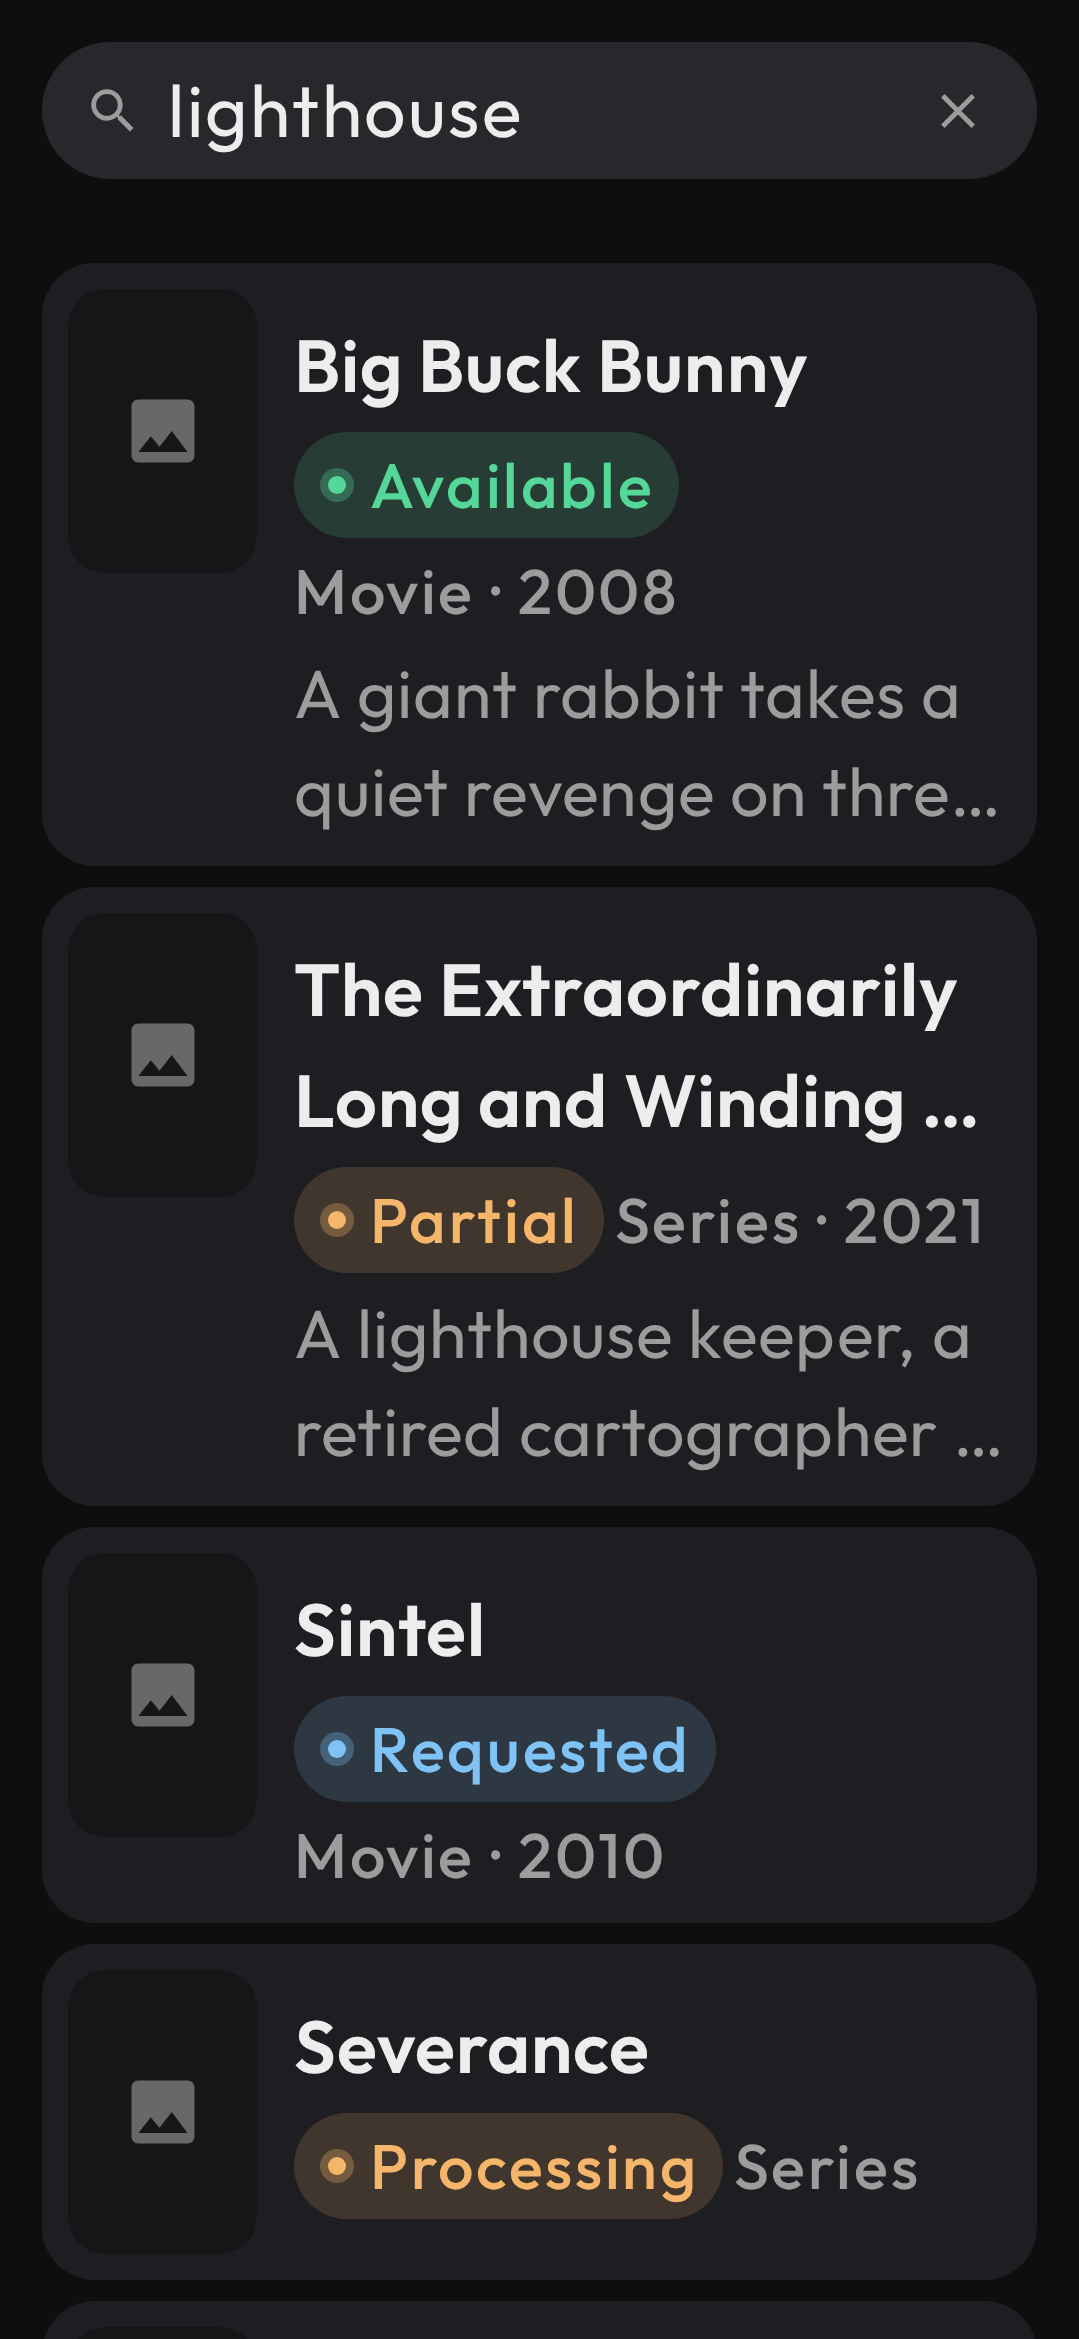 lighthouse
Big Buck Bunny
Available
Movie · 2008
A giant rabbit takes a
quiet revenge on thre…
The Extraordinarily
Long and Winding …
Partial Series · 2021
A lighthouse keeper, a
retired cartographer …
Sintel
Requested
Movie · 2010
Severance
Processing Series